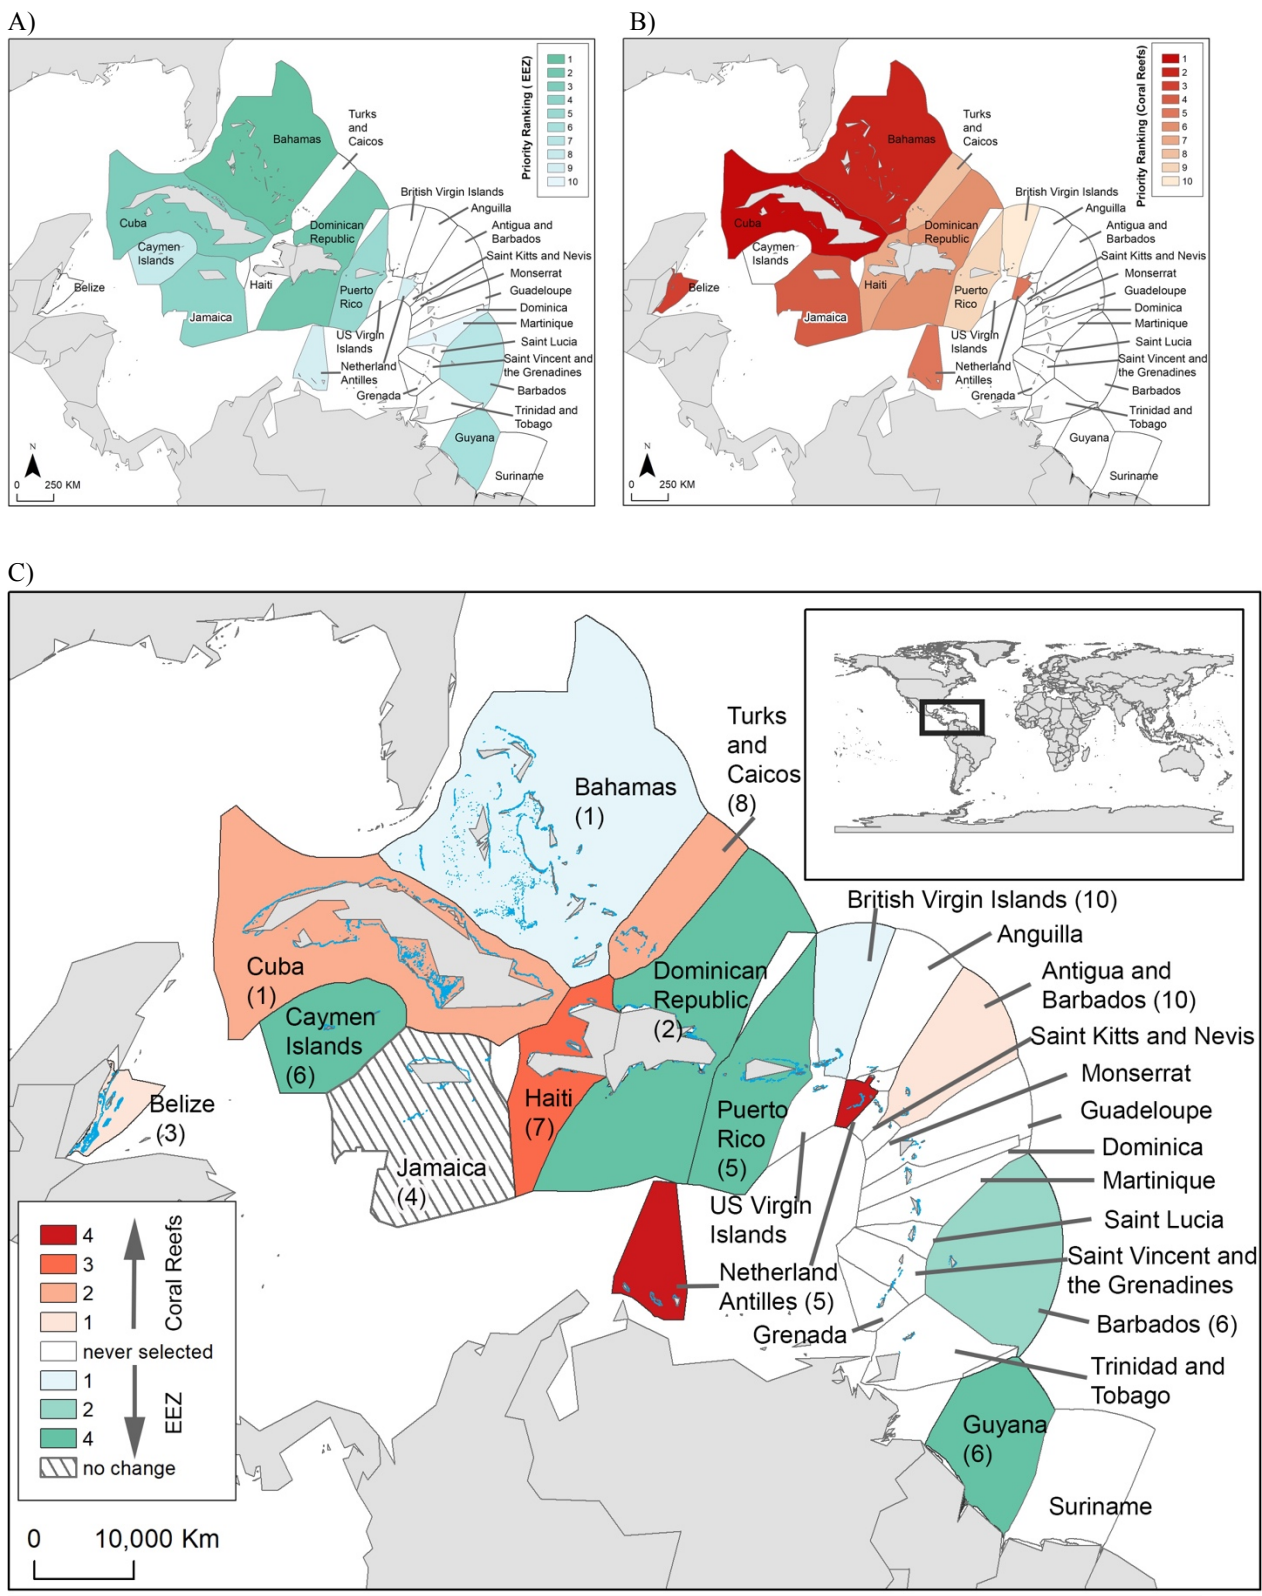 A)
Priority Ranking ( EEZ)
1
2
3
4
5
6
7
8
9
10
Bahamas
Turks
and
Caicos
British Virgin Islands
Anguilla
Antigua and
Barbados
Saint Kitts and Nevis
Monserrat
Guadeloupe
Dominica
Martinique
Saint Lucia
Saint Vincent and
the Grenadines
Barbados
Trinidad and
Tobago
Cuba
Caymen
Islands
Dominican
Republic
Belize
Haiti
Puerto
Rico
Jamaica
US Virgin
Islands
Netherland
Antilles
Grenada
Guyana
Suriname
N
0 250 KM
B)
Priority Ranking (Coral Reefs)
1
2
3
4
5
6
7
8
9
10
Bahamas
Turks
and
Caicos
British Virgin Islands
Anguilla
Antigua and
Barbados
Saint Kitts and Nevis
Monserrat
Guadeloupe
Dominica
Martinique
Saint Lucia
Saint Vincent and
the Grenadines
Barbados
Trinidad and
Tobago
Cuba
Caymen
Islands
Dominican
Republic
Belize
Haiti
Puerto
Rico
Jamaica
US Virgin
Islands
Netherland
Antilles
Grenada
Guyana
Suriname
N
0 250 KM
C)
Turks
and
Caicos
(8)
Bahamas
(1)
British Virgin Islands (10)
Anguilla
Antigua and
Barbados (10)
Saint Kitts and Nevis
Monserrat
Guadeloupe
Dominica
Martinique
Saint Lucia
Saint Vincent and
the Grenadines
Barbados (6)
Trinidad and
Tobago
Cuba
(1)
Caymen
Islands
(6)
Dominican
Republic
(2)
Belize
(3)
Haiti
(7)
Puerto
Rico
(5)
Jamaica
(4)
US Virgin
Islands
Netherland
Antilles (5)
Grenada
Guyana
(6)
Suriname
4
3
2
1
never selected
1
2
4
no change
Coral Reefs
EEZ
0 10,000 Km